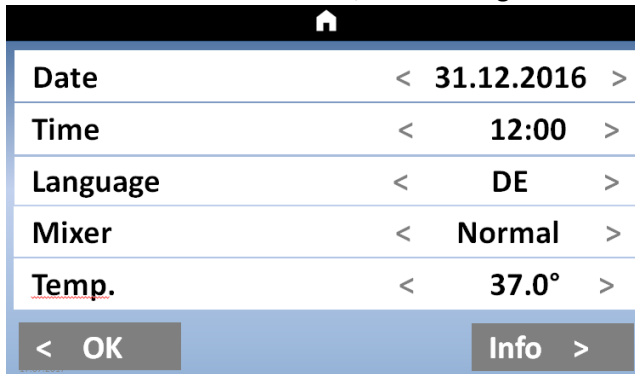 Date < 31.12.2016 >
Time < 12:00 >
Language < DE >
Mixer < Normal >
Temp. < 37.0° >
< OK Info >